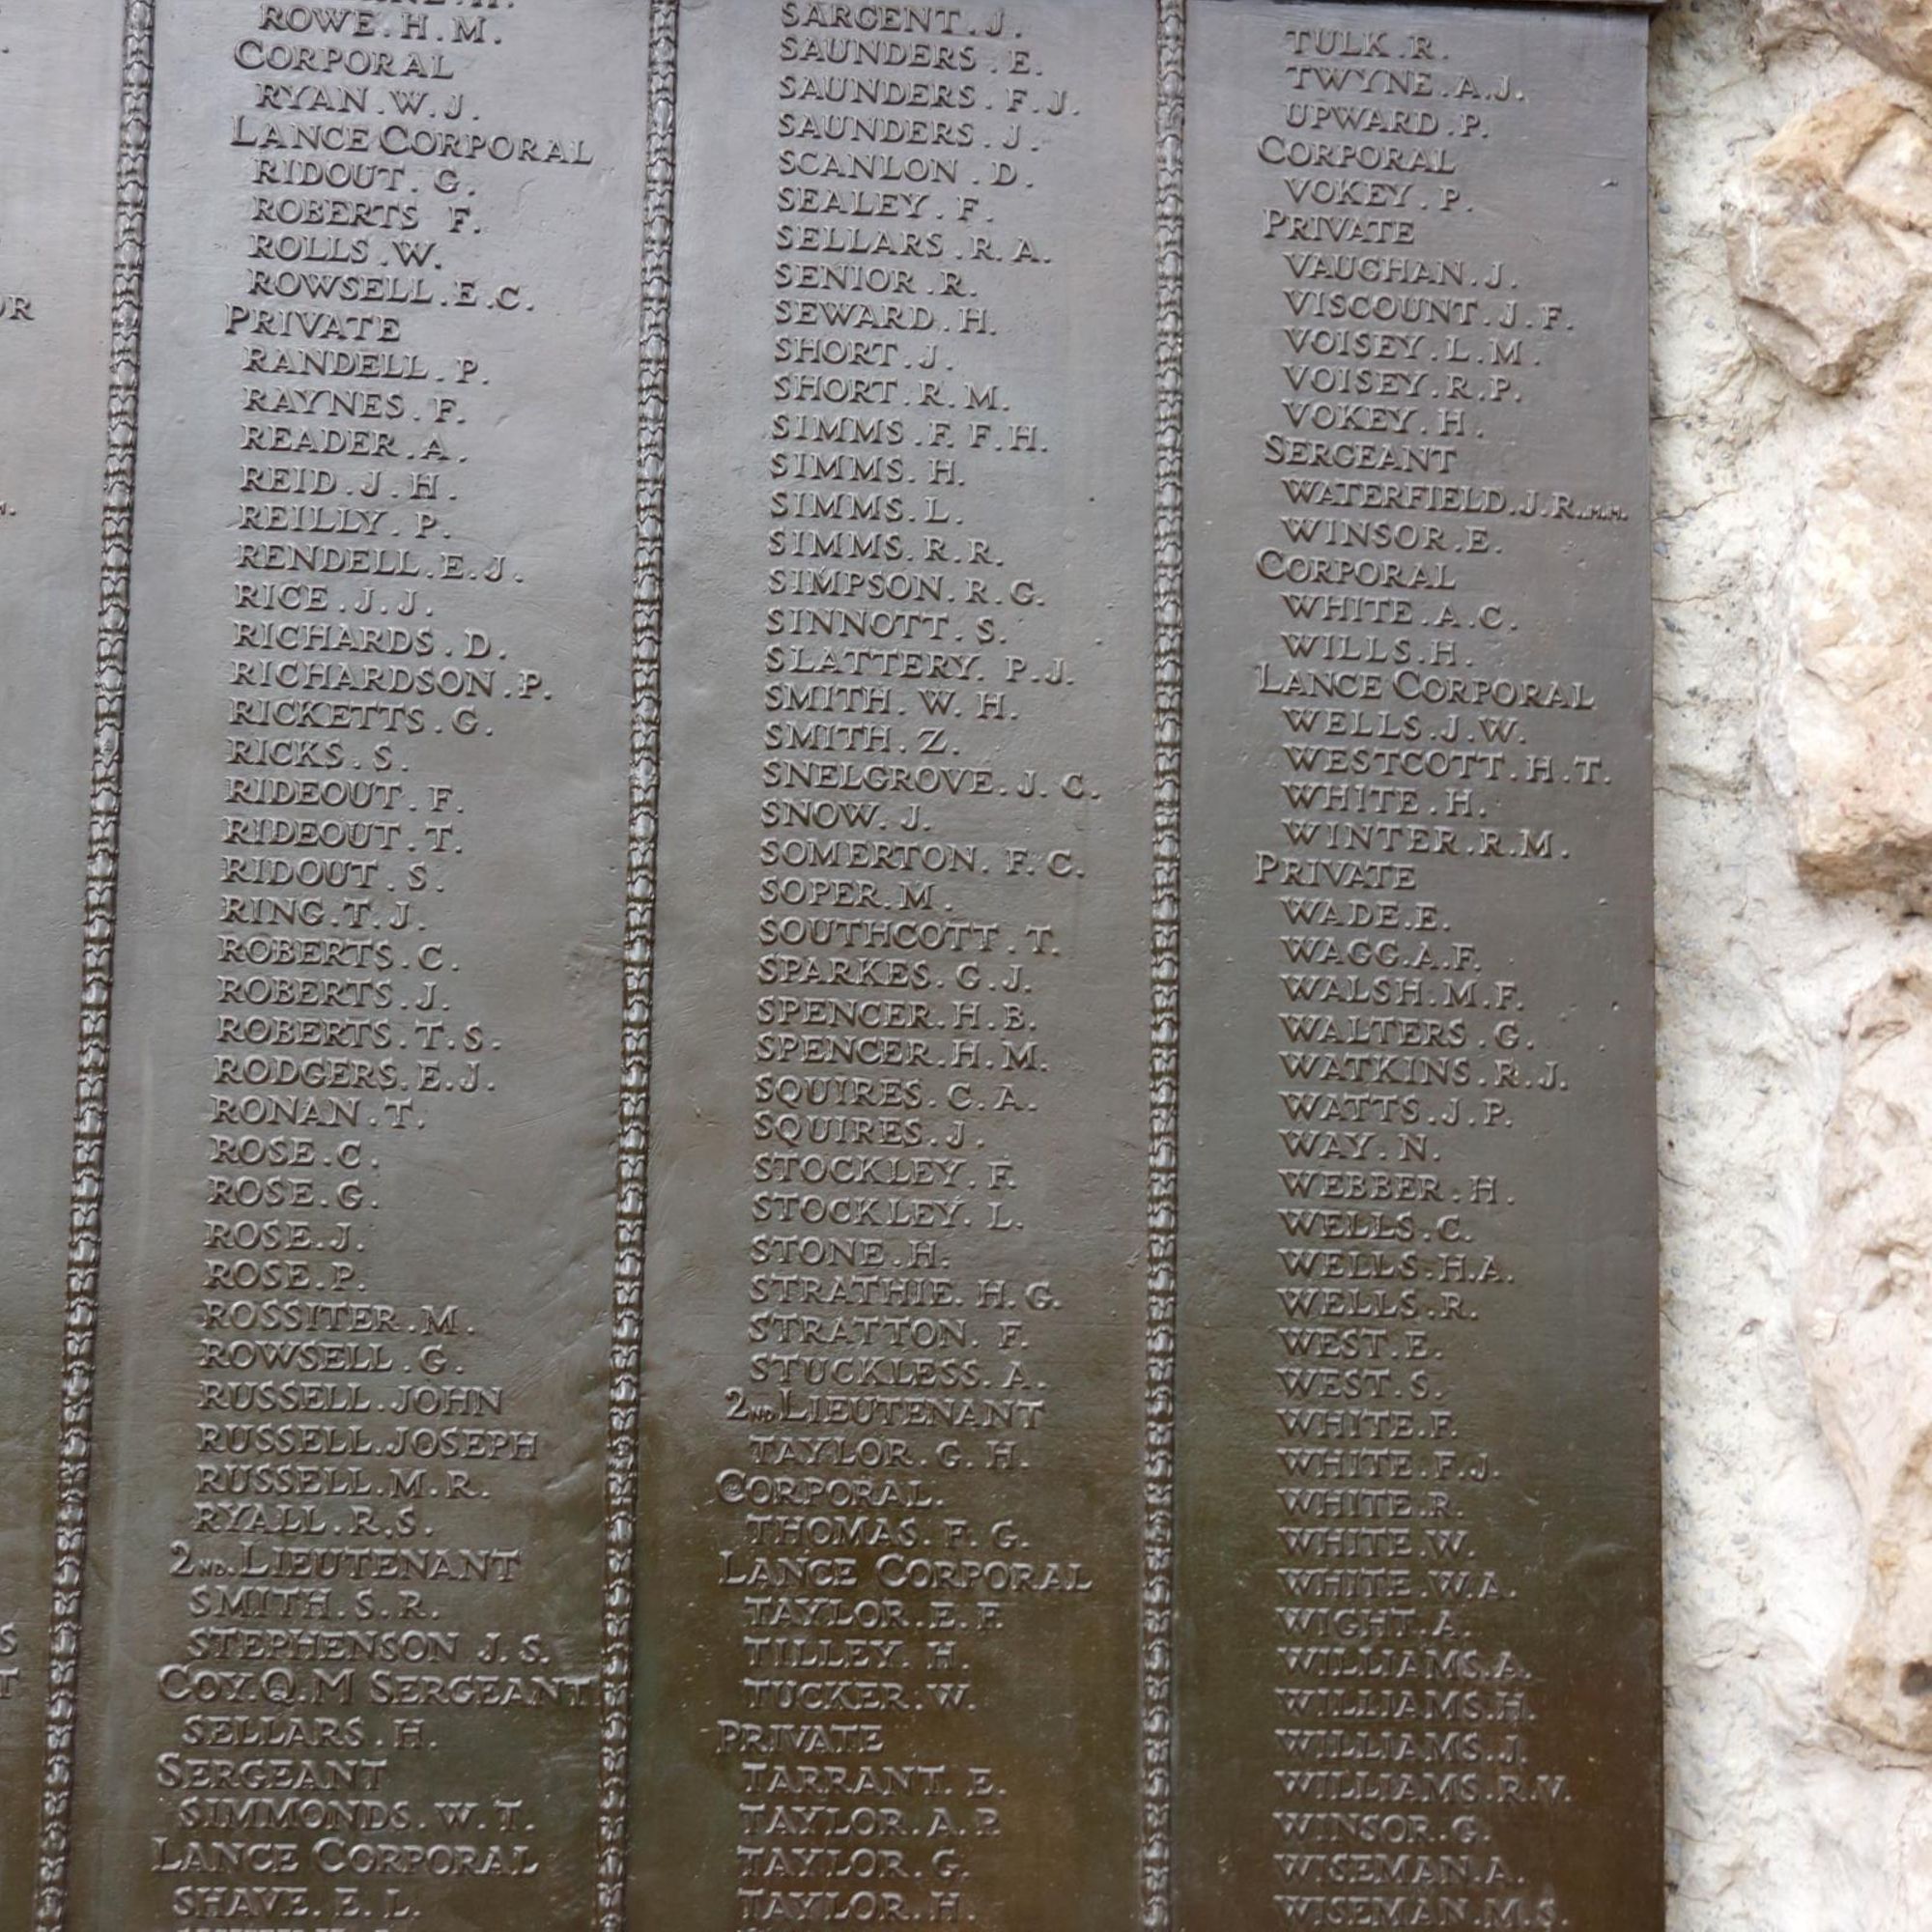 ROWE.H.M.
CORPORAL
RYAN.W.J.
LANCE CORPORAL
RIDOUT.G.
ROBERTS F.
ROLLS.W.
ROWSELL.E.C.
PRIVATE
RANDELL.P.
RAYNES.F.
READER.A.
REID.J.H.
REILLY.P.
RENDELL.E.J.
RICE.J.J.
RICHARDS.D.
RICHARDSON.P.
RICKETTS.G.
RICKS.S.
RIDEOUT.F.
RIDEOUT.T.
RIDOUT.S.
RING.T.J.
ROBERTS.C.
ROBERTS.J.
ROBERTS.T.S.
RODGERS.E.J.
RONAN.T.
ROSE.C.
ROSE.G.
ROSE.J.
ROSE.P.
ROSSITER.M.
ROWSELL.G.
RUSSELL.JOHN
RUSSELL.JOSEPH
RUSSELL.M.R.
RYALL.R.S.
2ND.LIEUTENANT
SMITH.S.R.
STEPHENSON J.S.
COY.Q.M SERGEANT
SELLARS.H.
SERGEANT
SIMMONDS.W.T.
LANCE CORPORAL
SHAVE.E.L.
SARGENT.J.
SAUNDERS.E.
SAUNDERS.F.J.
SAUNDERS.J.
SCANLON.D.
SEALEY.F.
SELLARS.R.A.
SENIOR.R.
SEWARD.H.
SHORT.J.
SHORT.R.M.
SIMMS.F.F.H.
SIMMS.H.
SIMMS.L.
SIMMS.R.R.
SIMPSON.R.G.
SINNOTT.S.
SLATTERY.P.J.
SMITH.W.H.
SMITH.Z.
SNELGROVE.J.C.
SNOW.J.
SOMERTON.F.C.
SOPER.M.
SOUTHCOTT.T.
SPARKES.G.J.
SPENCER.H.B.
SPENCER.H.M.
SQUIRES.C.A.
SQUIRES.J.
STOCKLEY.F.
STOCKLEY.L.
STONE.H.
STRATHIE.H.G.
STRATTON.F.
STUCKLESS.A.
2ND LIEUTENANT
TAYLOR.G.H.
CORPORAL.
THOMAS.F.G.
LANCE CORPORAL
TAYLOR.E.F.
TILLEY.H.
TUCKER.W.
PRIVATE
TARRANT.E.
TAYLOR.A.P.
TAYLOR.G.
TAYLOR.H.
TULK.R.
TWYNE.A.J.
UPWARD.P.
CORPORAL
VOKEY.P.
PRIVATE
VAUGHAN.J.
VISCOUNT.J.F.
VOISEY.L.M.
VOISEY.R.P.
VOKEY.H.
SERGEANT
WATERFIELD.J.R.M.M.
WINSOR.E.
CORPORAL
WHITE.A.C.
WILLS.H.
LANCE CORPORAL
WELLS.J.W.
WESTCOTT.H.T.
WHITE.H.
WINTER.R.M.
PRIVATE
WADE.E.
WAGG.A.F.
WALSH.M.F.
WALTERS.G.
WATKINS.R.J.
WATTS.J.P.
WAY.N.
WEBBER.H.
WELLS.C.
WELLS.H.A.
WELLS.R.
WEST.E.
WEST.S.
WHITE.F.
WHITE.F.J.
WHITE.R.
WHITE.W.
WHITE.W.A.
WIGHT.A.
WILLIAMS.A.
WILLIAMS.H.
WILLIAMS.J.
WILLIAMS.R.V.
WINSOR.G.
WISEMAN.A.
WISEMAN.M.S.